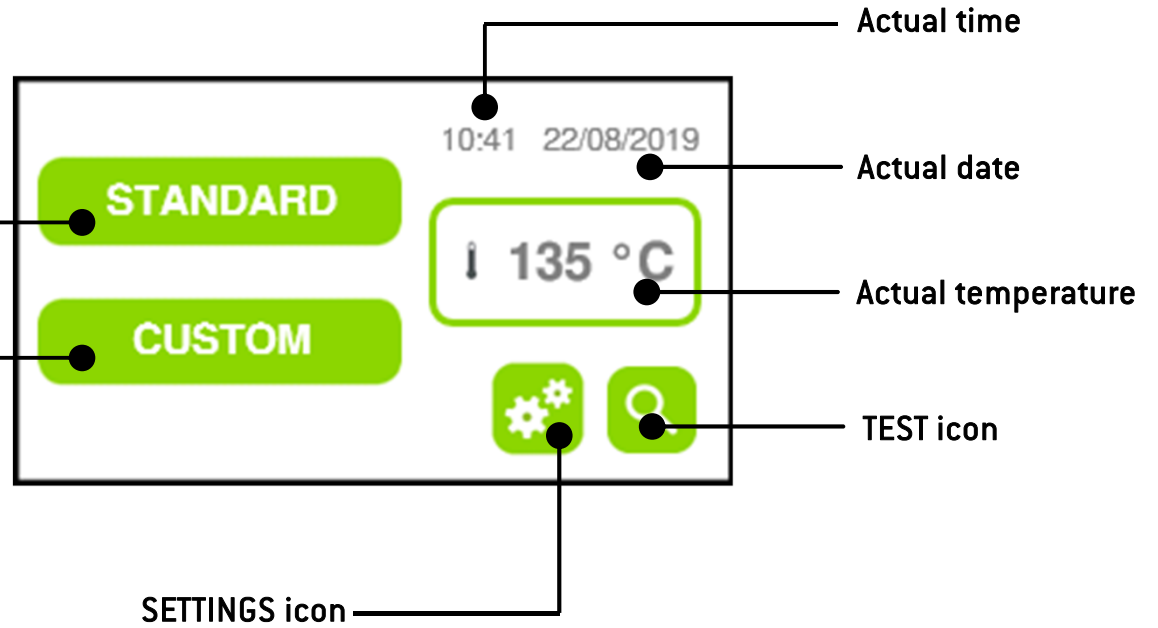 Actual time
10:41 22/08/2019
Actual date
STANDARD
135 °C
Actual temperature
CUSTOM
TEST icon
SETTINGS icon